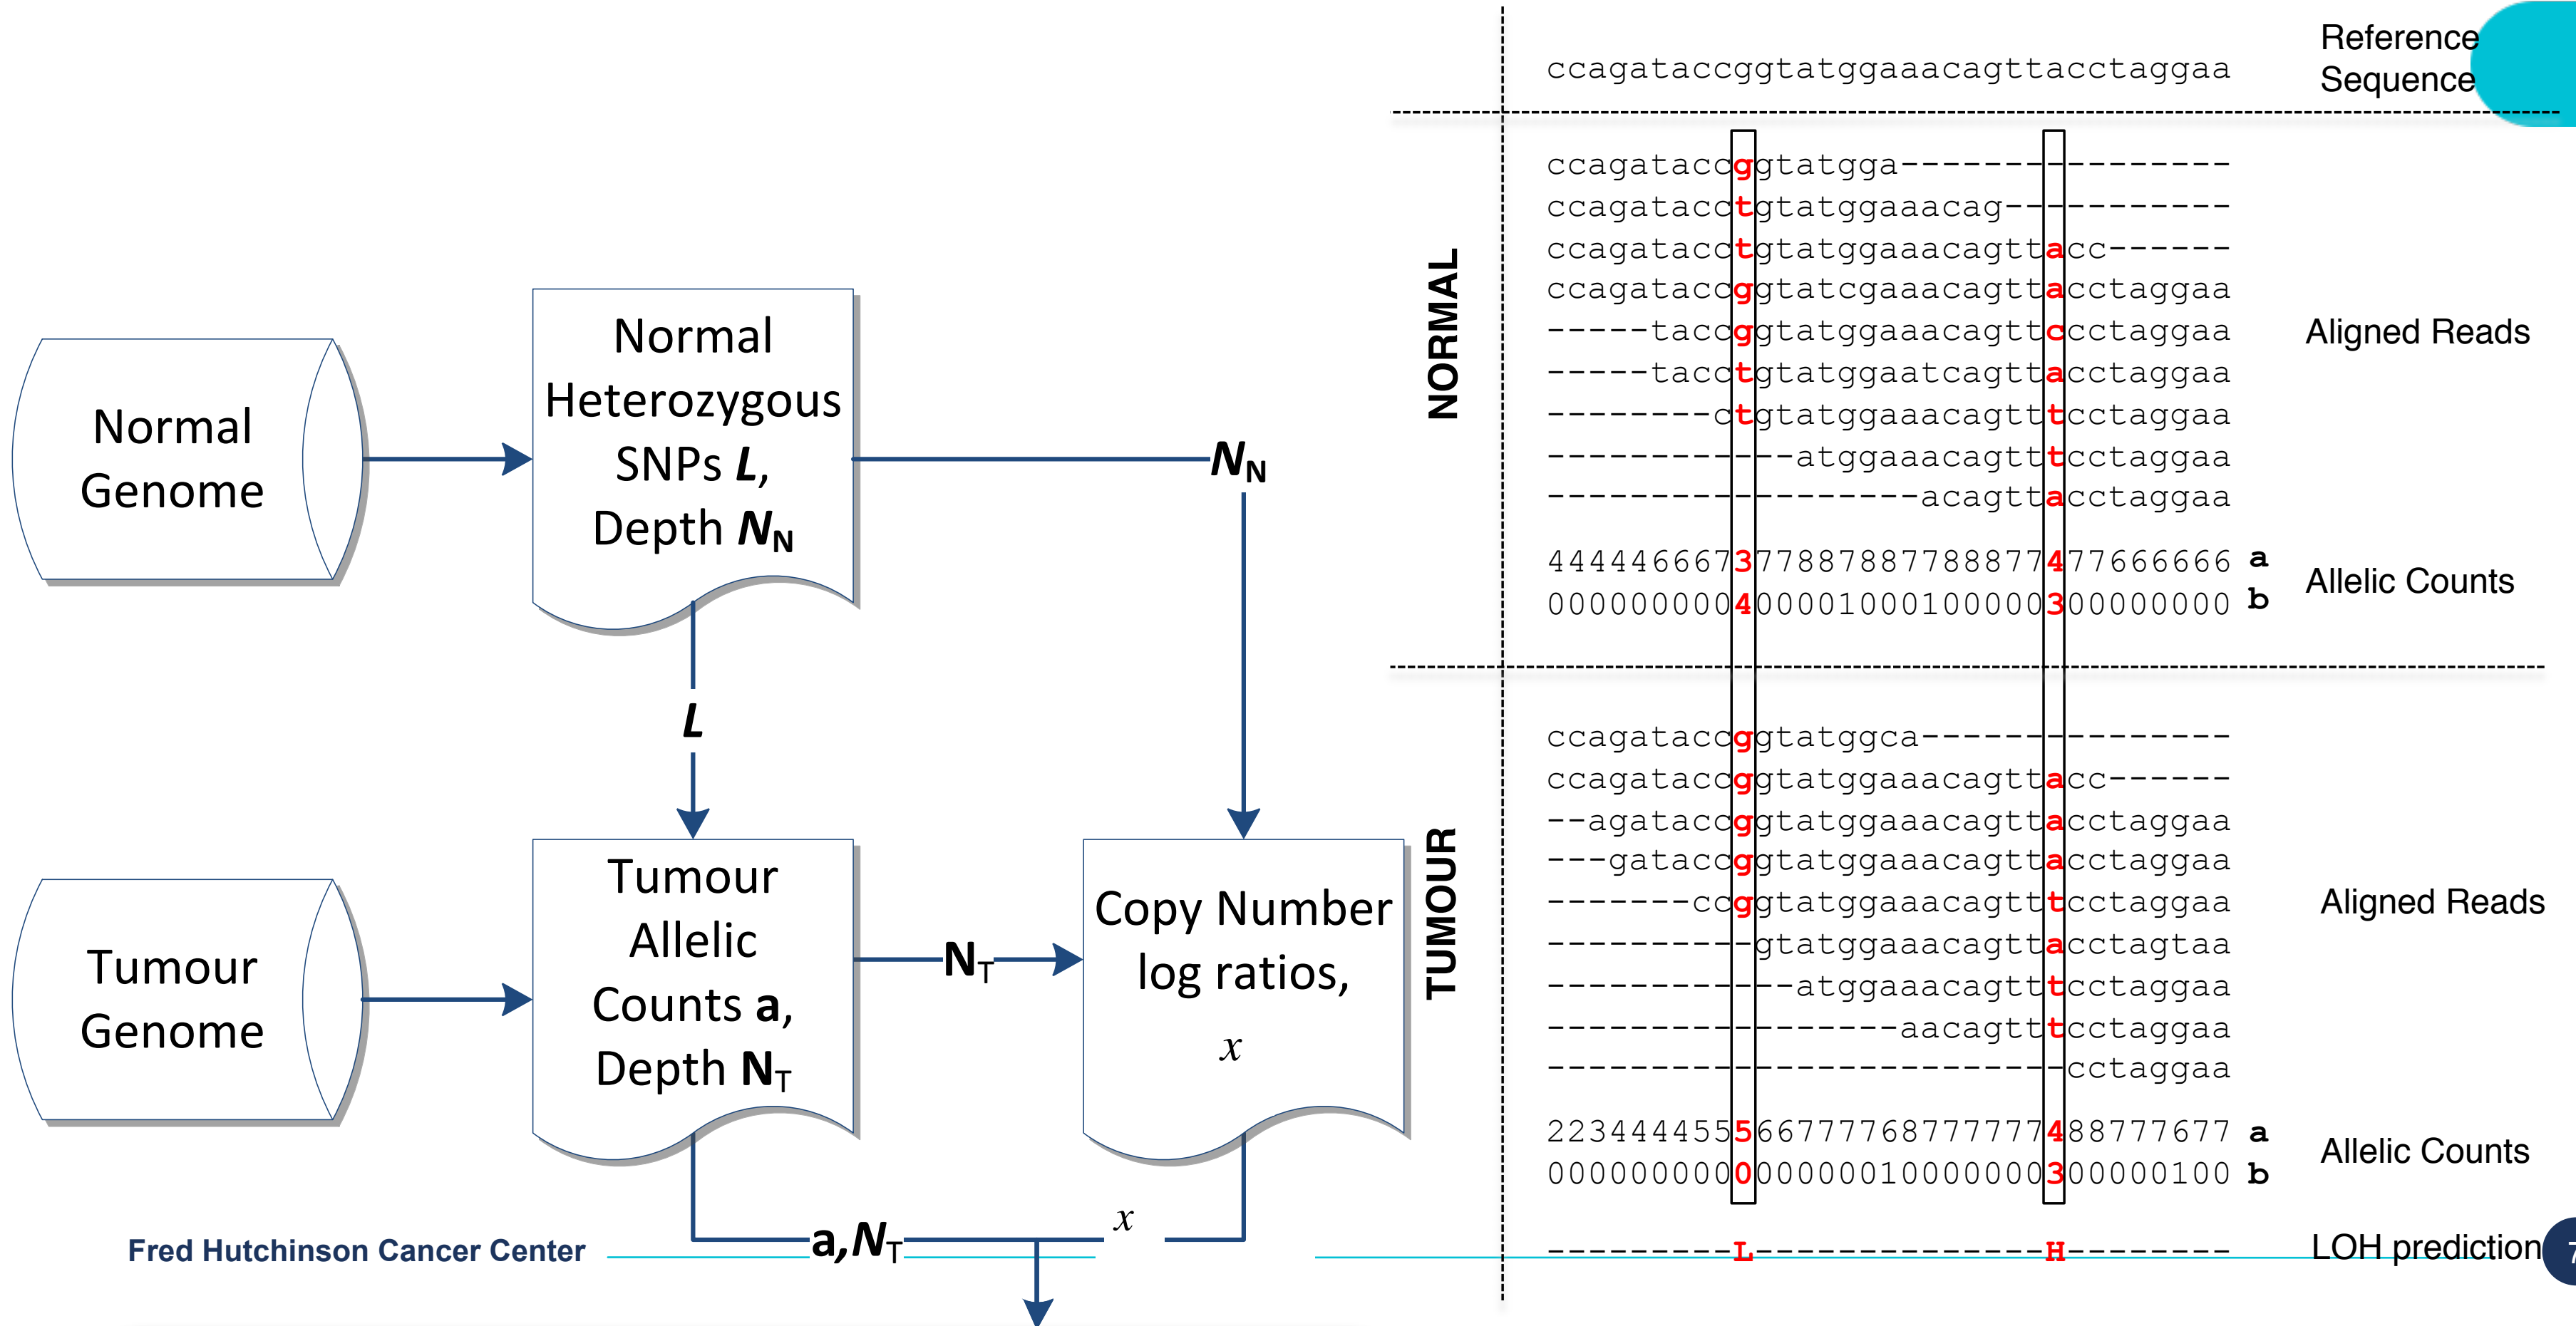 Normal
Genome
Normal
Heterozygous
SNPs L,
Depth NN
NN
L
Tumour
Genome
Tumour
Allelic
Counts a,
Depth NT
NT
Copy Number
log ratios,
x
a,NT
x
Fred Hutchinson Cancer Center
Reference
Sequence
ccagataccggtatggaaacagttacctaggaa
NORMAL
ccagataccggtatgga----------------
ccagatacctgtatggaaacag-----------
ccagatacctgtatggaaacagttacc------
ccagataccggtatcgaaacagttacctaggaa
-----taccggtatggaaacagttccctaggaa
-----tacctgtatggaatcagttacctaggaa
--------ctgtatggaaacagtttcctaggaa
------------atggaaacagtttcctaggaa
------------------acagttacctaggaa
Aligned Reads
444446667377887887788877477666666 a
000000000400001000100000300000000 b
Allelic Counts
TUMOUR
ccagataccggtatggca---------------
ccagataccggtatggaaacagttacc------
--agataccggtatggaaacagttacctaggaa
---gataccggtatggaaacagttacctaggaa
-------ccggtatggaaacagtttcctaggaa
----------gtatggaaacagttacctagtaa
------------atggaaacagtttcctaggaa
-----------------aacagtttcctaggaa
-------------------------cctaggaa
Aligned Reads
223444455566777768777777488777677 a
000000000000000010000000300000100 b
Allelic Counts
---------L--------------H--------
LOH prediction
7